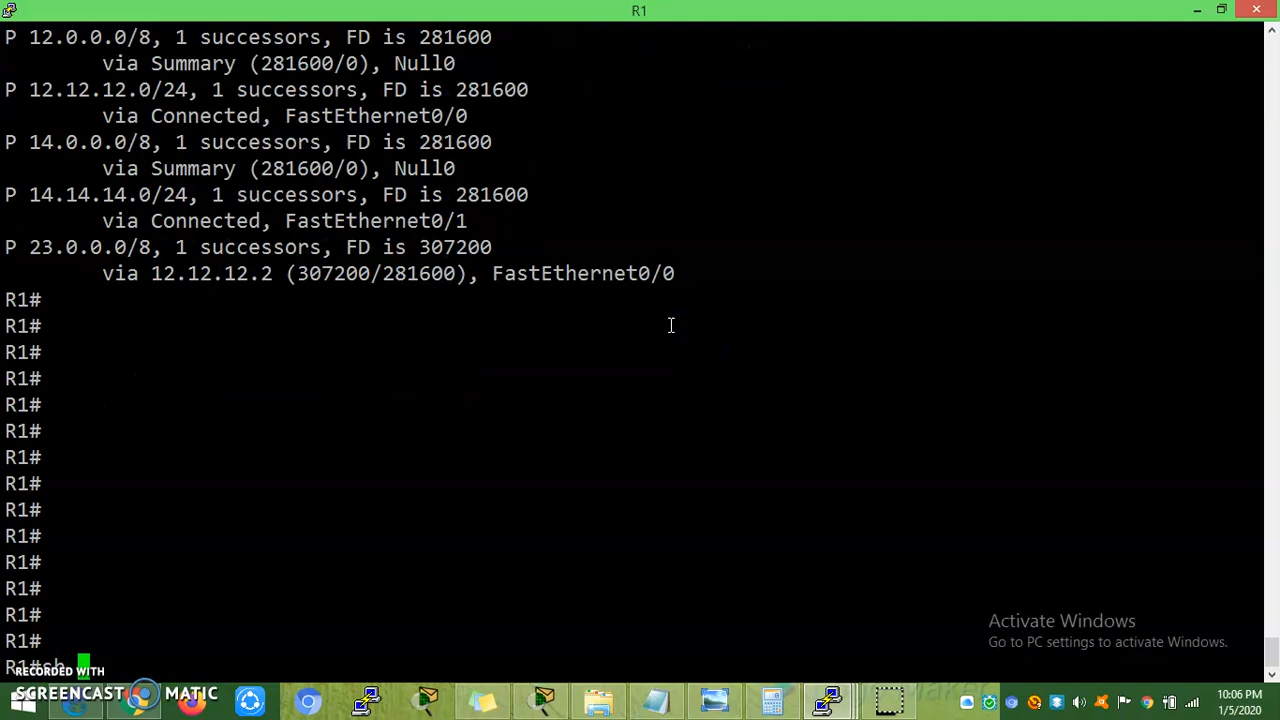 R1
P 12.0.0.0/8, 1 successors, FD is 281600
via Summary (281600/0), Null0
P 12.12.12.0/24, 1 successors, FD is 281600
via Connected, FastEthernet0/0
P 14.0.0.0/8, 1 successors, FD is 281600
via Summary (281600/0), Null0
P 14.14.14.0/24, 1 successors, FD is 281600
via Connected, FastEthernet0/1
P 23.0.0.0/8, 1 successors, FD is 307200
via 12.12.12.2 (307200/281600), FastEthernet0/0
R1#
R1#
R1#
R1#
R1#
R1#
R1#
R1#
R1#
R1#
R1#
R1#
R1#
R1#
R1#sh
Activate Windows
Go to PC settings to activate Windows.
RECORDED WITH
SCREENCAST MATIC
10:06 PM
1/5/2020